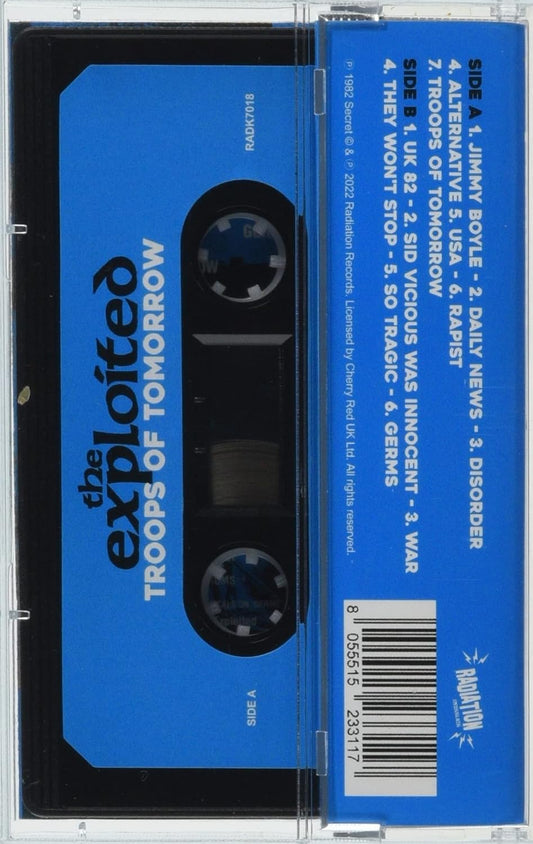 the
exploited
TROOPS OF TOMORROW
RADK7018
SIDE A
SIDE A 1. JIMMY BOYLE - 2. DAILY NEWS - 3. DISORDER
4. ALTERNATIVE 5. USA - 6. RAPIST
7. TROOPS OF TOMORROW
SIDE B 1. UK 82 - 2. SID VICIOUS WAS INNOCENT - 3. WAR
4. THEY WON'T STOP - 5. SO TRAGIC - 6. GERMS
℗ 1982 Secret © & ℗ 2022 Radiation Records. Licensed by Cherry Red UK Ltd. All rights reserved.
RADIATION
8 055515 233117